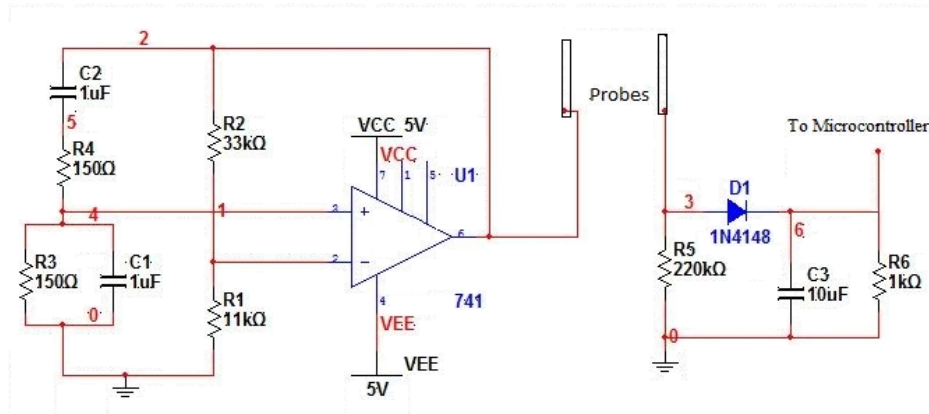 2
C2
1uF
5
R4
150Ω
R2
33kΩ
VCC 5V
VCC
7
1
5
U1
Probes
To Microcontroller
4
1
3
+
6
2
−
R3
150Ω
C1
1uF
0
R1
11kΩ
4
741
VEE
VEE
5V
3
D1
1N4148
6
R5
220kΩ
C3
10uF
R6
1kΩ
0